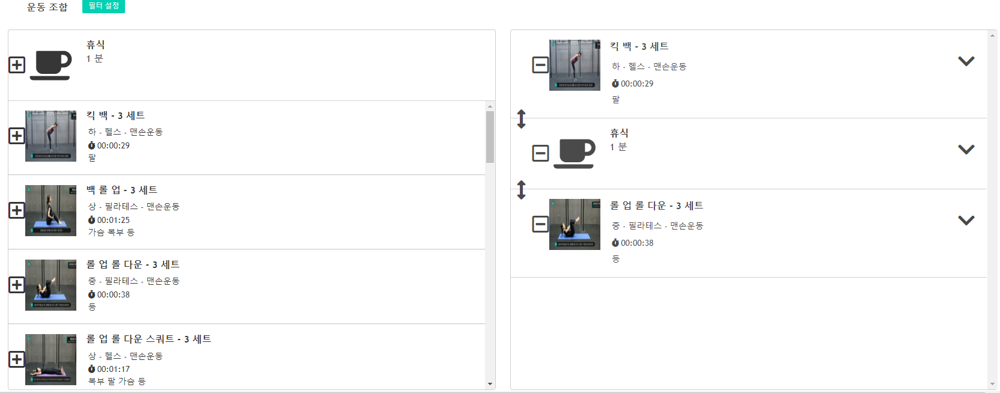 운동 조합
필터 설정
휴식
1 분
킥 백 - 3 세트
하 - 헬스 - 맨손운동
00:00:29
팔
백 롤 업 - 3 세트
상 - 필라테스 - 맨손운동
00:01:25
가슴 복부 등
롤 업 롤 다운 - 3 세트
중 - 필라테스 - 맨손운동
00:00:38
등
롤 업 롤 다운 스쿼트 - 3 세트
상 - 헬스 - 맨손운동
00:01:17
복부 팔 가슴 등
킥 백 - 3 세트
하 - 헬스 - 맨손운동
00:00:29
팔
휴식
1 분
롤 업 롤 다운 - 3 세트
중 - 필라테스 - 맨손운동
00:00:38
등